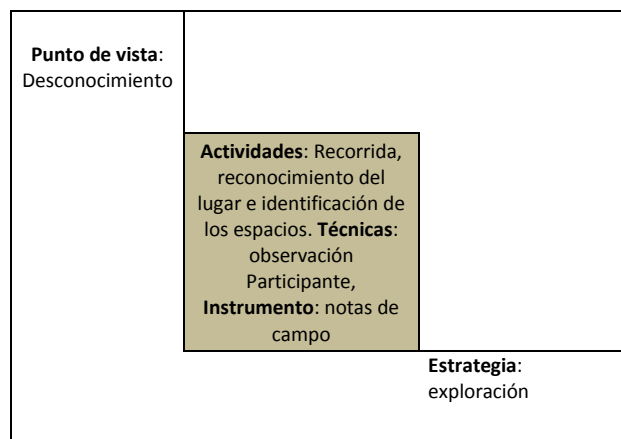 Punto de vista:
Desconocimiento
Actividades: Recorrida,
reconocimiento del
lugar e identificación de
los espacios. Técnicas:
observación
Participante,
Instrumento: notas de
campo
Estrategia:
exploración